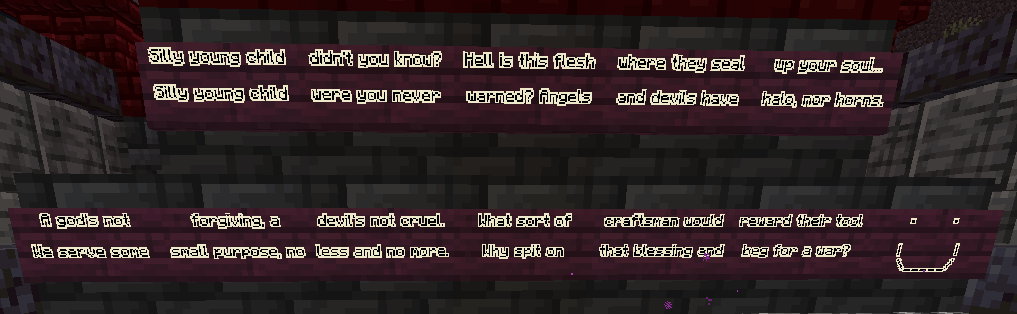 Silly young child didn't you know? Hell is this flesh where they seal up your soul...
Silly young child were you never warned? Angels and devils have halo, nor horns.
A god's not forgiving, a devil's not cruel. What sort of craftsman would reward their tool
We serve some small purpose, no less and no more. Why spit on that blessing and beg for a war?